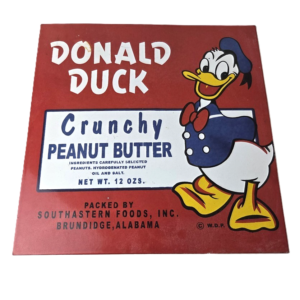 DONALD
DUCK
Crunchy
PEANUT BUTTER
INGREDIENTS CAREFULLY SELECTED
PEANUTS, HYDROGENATED PEANUT
OIL AND SALT.
NET WT. 12 OZS.
PACKED BY
SOUTHASTERN FOODS, INC.
BRUNDIDGE,ALABAMA
© W.D.P.